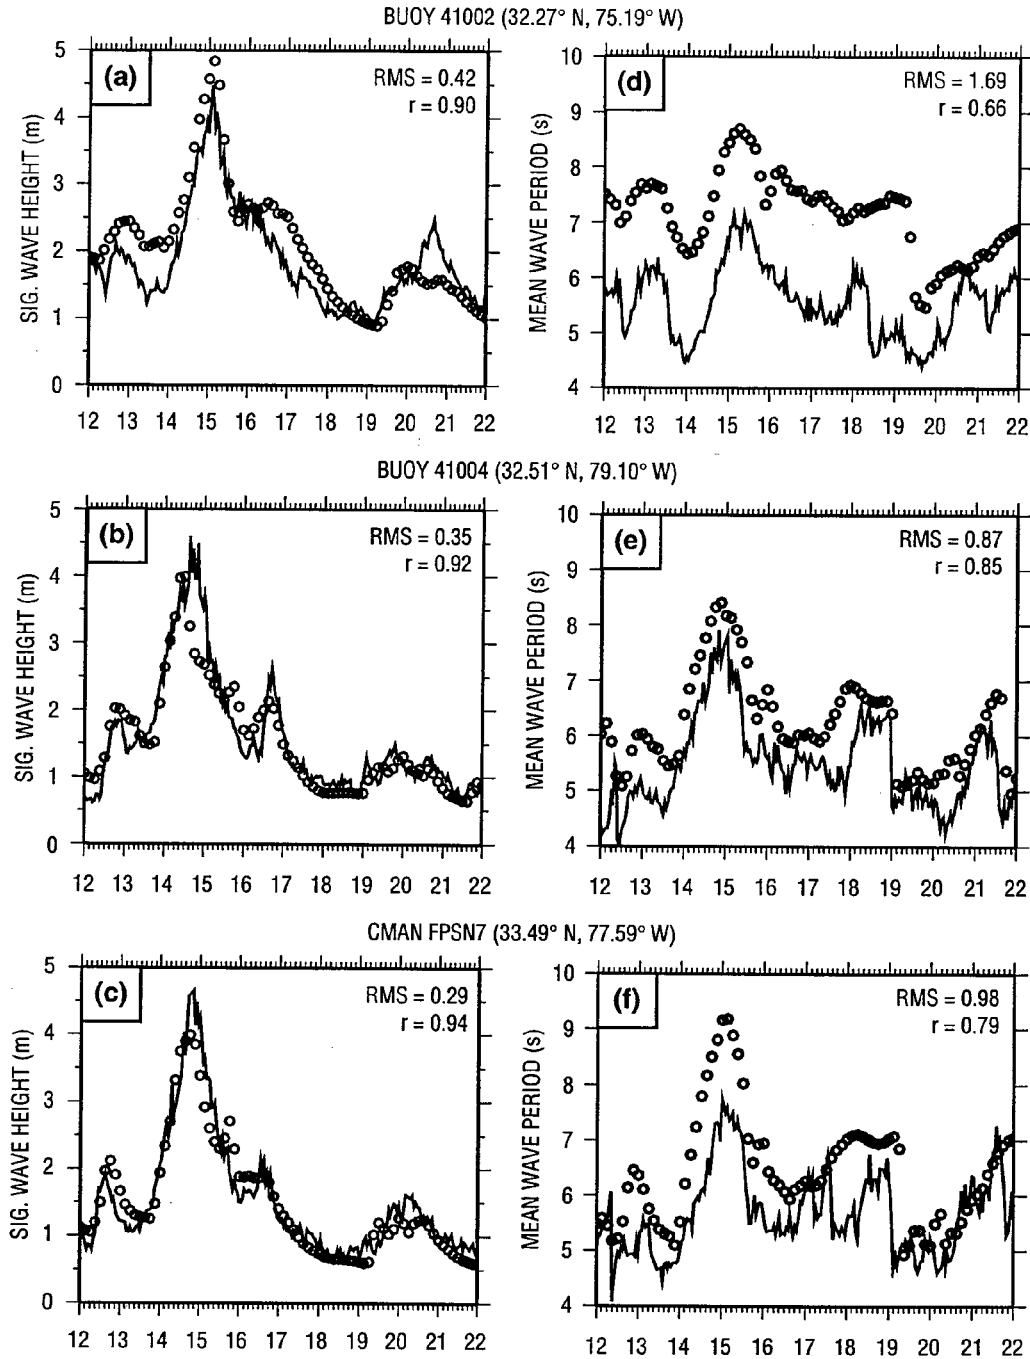 BUOY 41002 (32.27° N, 75.19° W)
(a)
RMS = 0.42
r = 0.90
SIG. WAVE HEIGHT (m)
5
4
3
2
1
0
12 13 14 15 16 17 18 19 20 21 22
(d)
RMS = 1.69
r = 0.66
MEAN WAVE PERIOD (s)
10
9
8
7
6
5
4
12 13 14 15 16 17 18 19 20 21 22
BUOY 41004 (32.51° N, 79.10° W)
(b)
RMS = 0.35
r = 0.92
SIG. WAVE HEIGHT (m)
5
4
3
2
1
0
12 13 14 15 16 17 18 19 20 21 22
(e)
RMS = 0.87
r = 0.85
MEAN WAVE PERIOD (s)
10
9
8
7
6
5
4
12 13 14 15 16 17 18 19 20 21 22
CMAN FPSN7 (33.49° N, 77.59° W)
(c)
RMS = 0.29
r = 0.94
SIG. WAVE HEIGHT (m)
5
4
3
2
1
0
12 13 14 15 16 17 18 19 20 21 22
(f)
RMS = 0.98
r = 0.79
MEAN WAVE PERIOD (s)
10
9
8
7
6
5
4
12 13 14 15 16 17 18 19 20 21 22